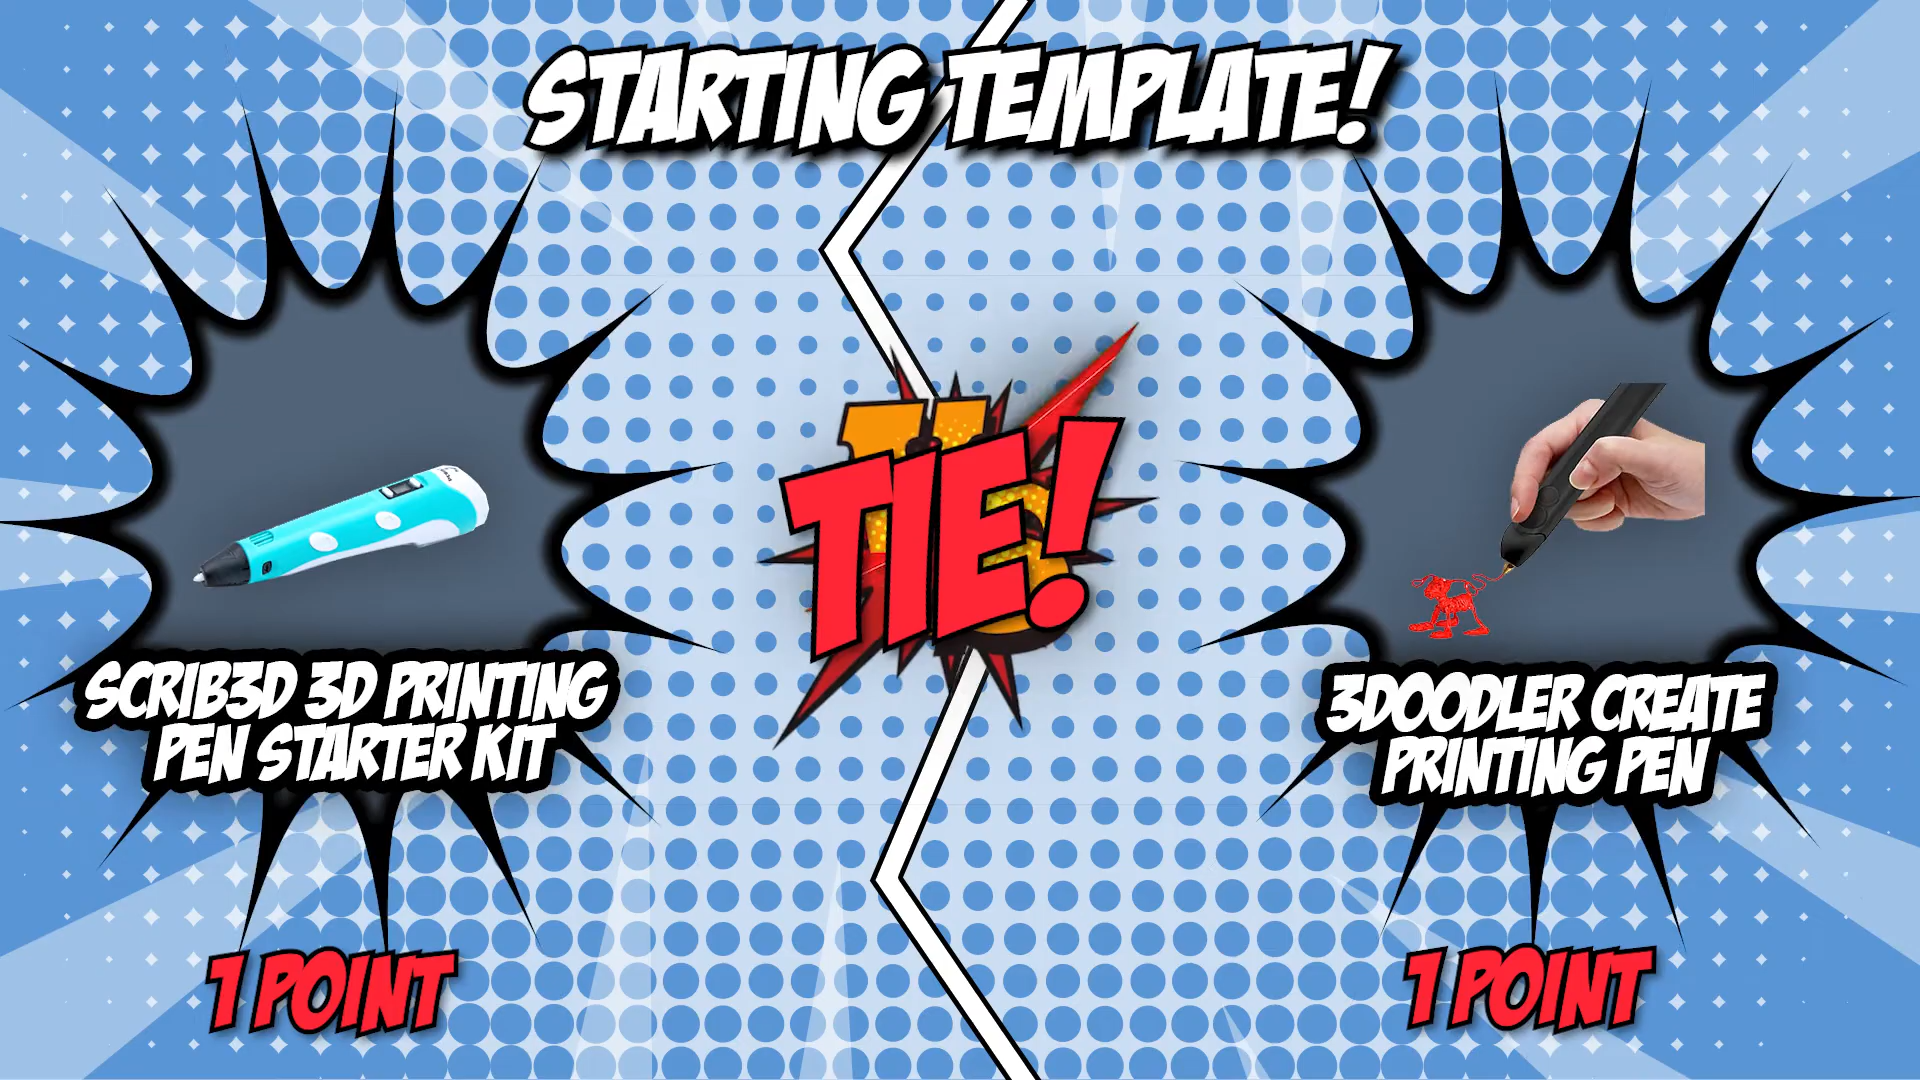 STARTING TEMPLATE!
TIE!
SCRIB3D 3D PRINTING
PEN STARTER KIT
3DOODLER CREATE
PRINTING PEN
1 POINT
1 POINT